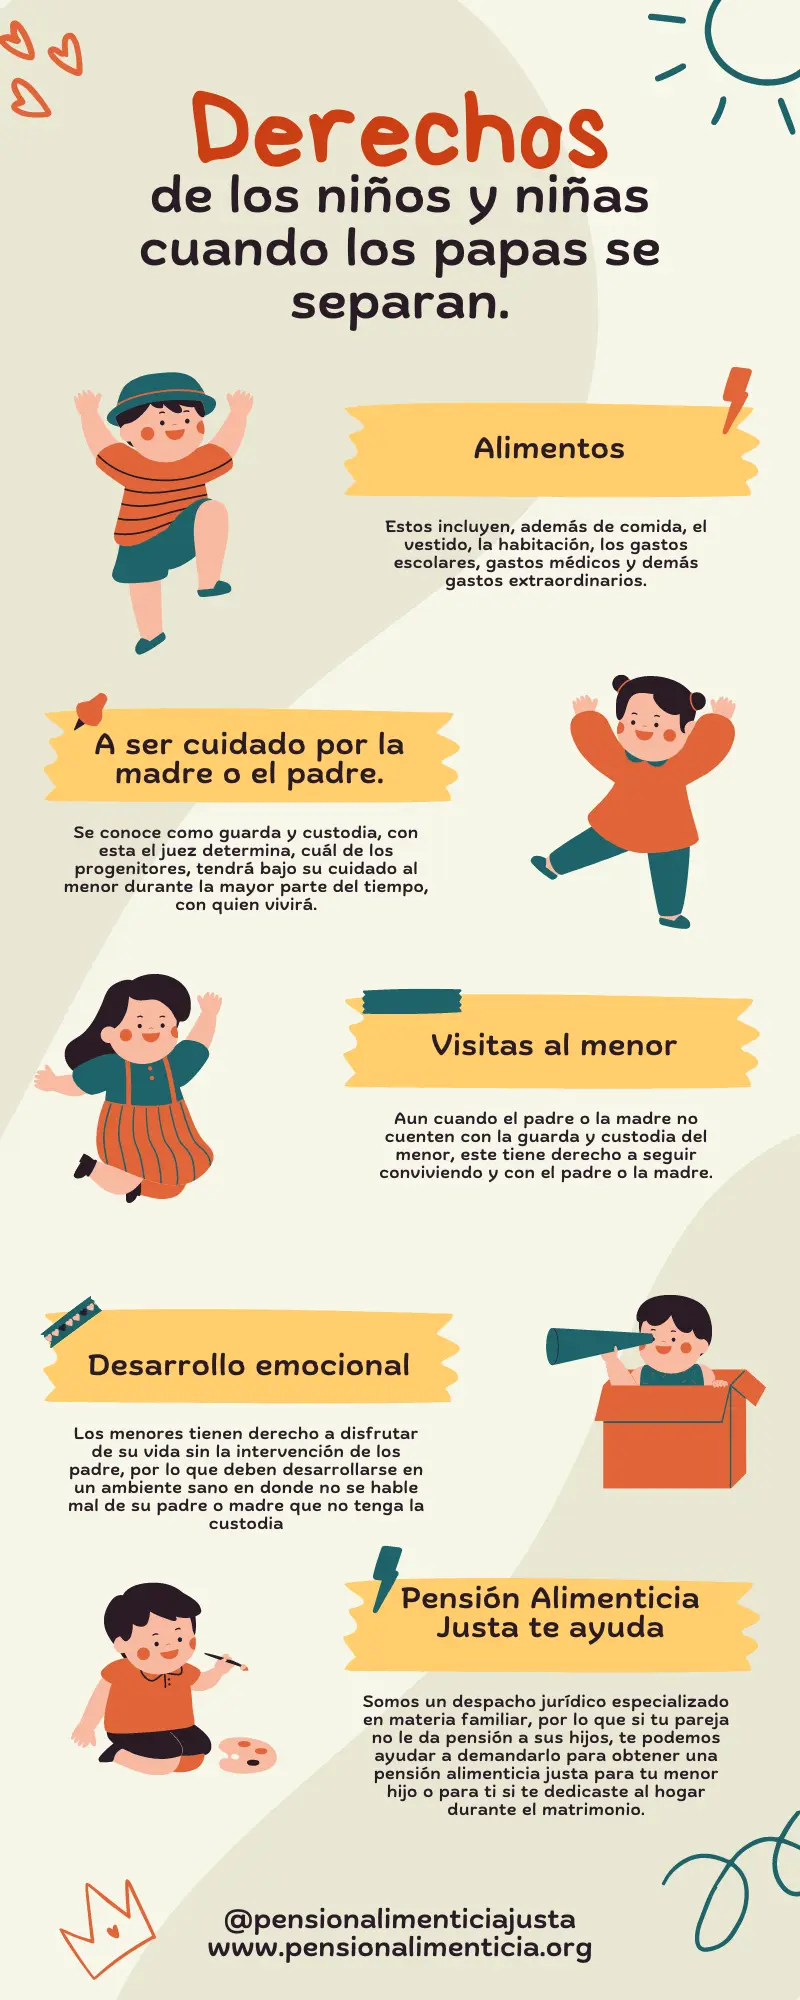 Derechos
de los niños y niñas
cuando los papas se
separan.
Alimentos
Estos incluyen, además de comida, el
vestido, la habitación, los gastos
escolares, gastos médicos y demás
gastos extraordinarios.
A ser cuidado por la
madre o el padre.
Se conoce como guarda y custodia, con
esta el juez determina, cuál de los
progenitores, tendrá bajo su cuidado al
menor durante la mayor parte del tiempo,
con quien vivirá.
Visitas al menor
Aun cuando el padre o la madre no
cuenten con la guarda y custodia del
menor, este tiene derecho a seguir
conviviendo y con el padre o la madre.
Desarrollo emocional
Los menores tienen derecho a disfrutar
de su vida sin la intervención de los
padre, por lo que deben desarrollarse en
un ambiente sano en donde no se hable
mal de su padre o madre que no tenga la
custodia
Pensión Alimenticia
Justa te ayuda
Somos un despacho jurídico especializado
en materia familiar, por lo que si tu pareja
no le da pensión a sus hijos, te podemos
ayudar a demandarlo para obtener una
pensión alimenticia justa para tu menor
hijo o para ti si te dedicaste al hogar
durante el matrimonio.
@pensionalimenticiajusta
www.pensionalimenticia.org